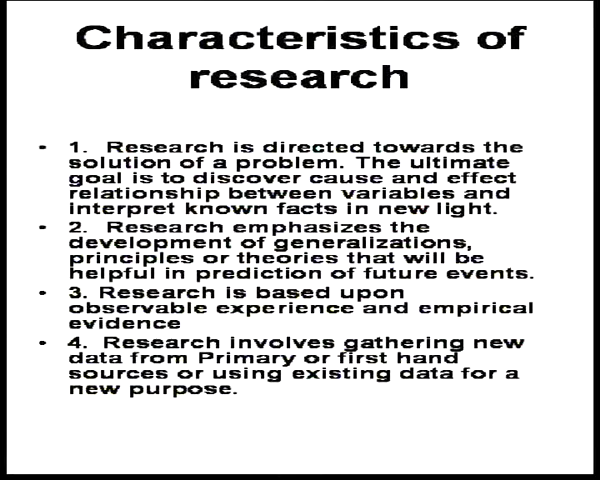 Characteristics of
research
• 1. Research is directed towards the
solution of a problem. The ultimate
goal is to discover cause and effect
relationship between variables and
interpret known facts in new light.
• 2. Research emphasizes the
development of generalizations,
principles or theories that will be
helpful in prediction of future events.
• 3. Research is based upon
observable experience and empirical
evidence
• 4. Research involves gathering new
data from Primary or first hand
sources or using existing data for a
new purpose.